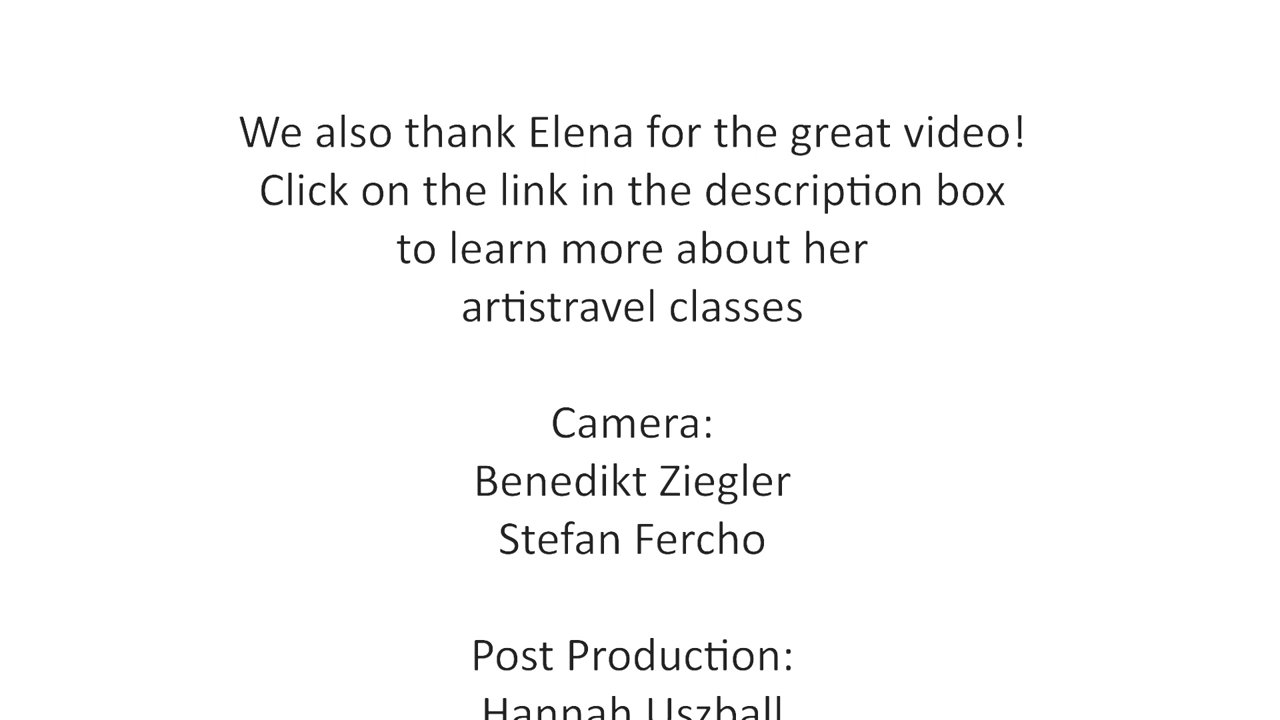 We also thank Elena for the great video!
Click on the link in the description box
to learn more about her
artistravel classes
Camera:
Benedikt Ziegler
Stefan Fercho
Post Production:
Hannah